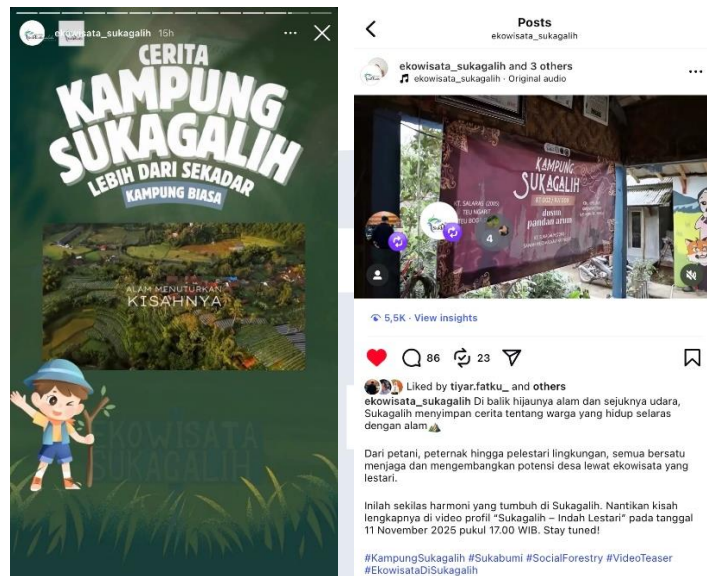 ekowisata_sukagalih 15h
CERITA
KAMPUNG
SUKAGALIH
LEBIH DARI SEKADAR
KAMPUNG BIASA
ALAM MENUTURKAN
KISAHNYA
EKOWISATA
SUKAGALIH
Posts
ekowisata_sukagalih
ekowisata_sukagalih and 3 others
ekowisata_sukagalih · Original audio
KAMPUNG
SUKAGALIH
dusun
pandan arum
4
5,5K · View insights
86 23
Liked by tiyar.fatku_ and others
ekowisata_sukagalih Di balik hijaunya alam dan sejuknya udara,
Sukagalih menyimpan cerita tentang warga yang hidup selaras
dengan alam⛰️
Dari petani, peternak hingga pelestari lingkungan, semua bersatu
menjaga dan mengembangkan potensi desa lewat ekowisata yang
lestari.
Inilah sekilas harmoni yang tumbuh di Sukagalih. Nantikan kisah
lengkapnya di video profil “Sukagalih – Indah Lestari” pada tanggal
11 November 2025 pukul 17.00 WIB. Stay tuned!
#KampungSukagalih #Sukabumi #SocialForestry #VideoTeaser
#EkowisataDiSukagalih